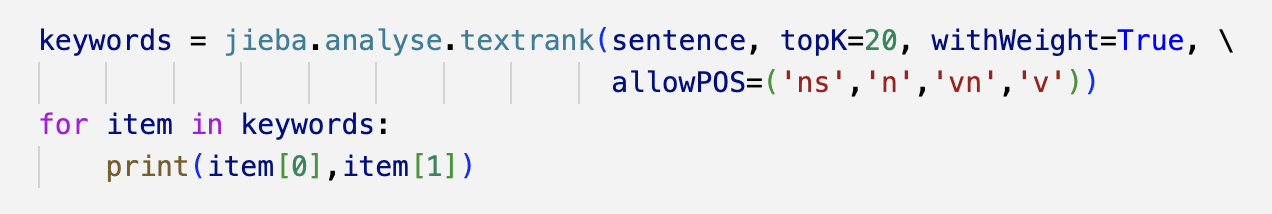 keywords = jieba.analyse.textrank(sentence, topK=20, withWeight=True, \
                                  allowPOS=('ns','n','vn','v'))
for item in keywords:
    print(item[0],item[1])